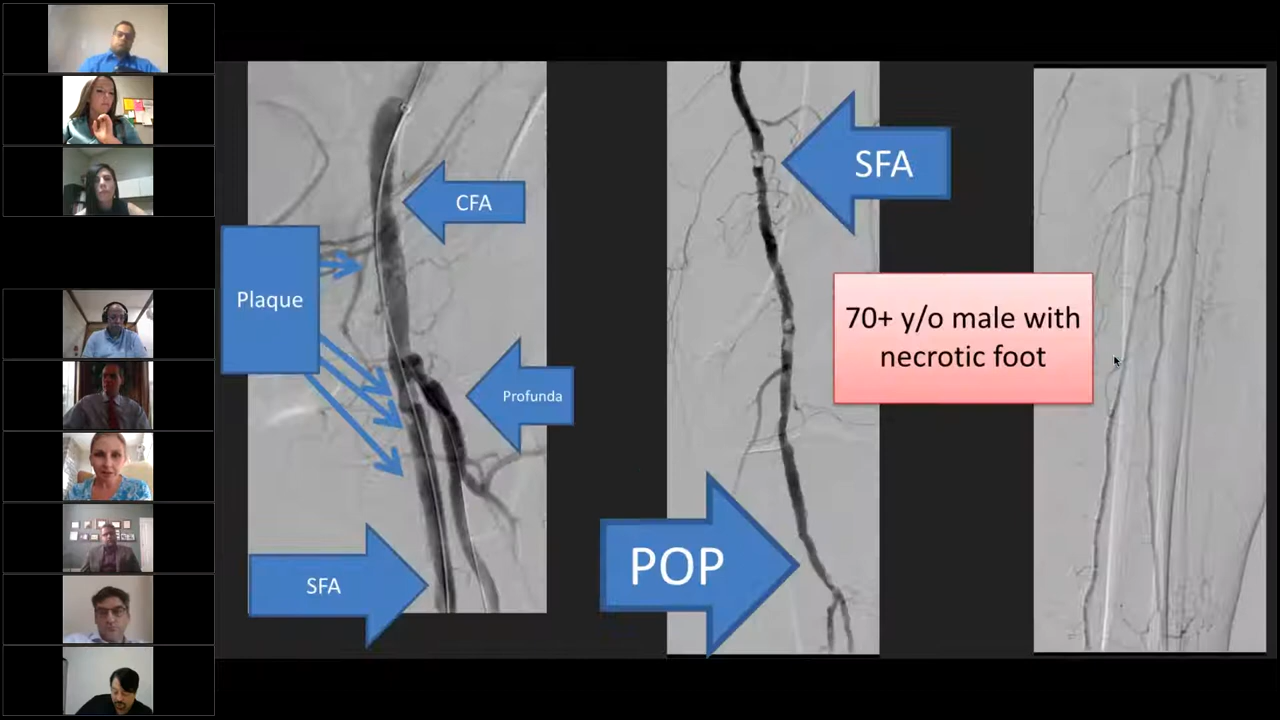 CFA
Plaque
Profunda
SFA
SFA
POP
70+ y/o male with
necrotic foot